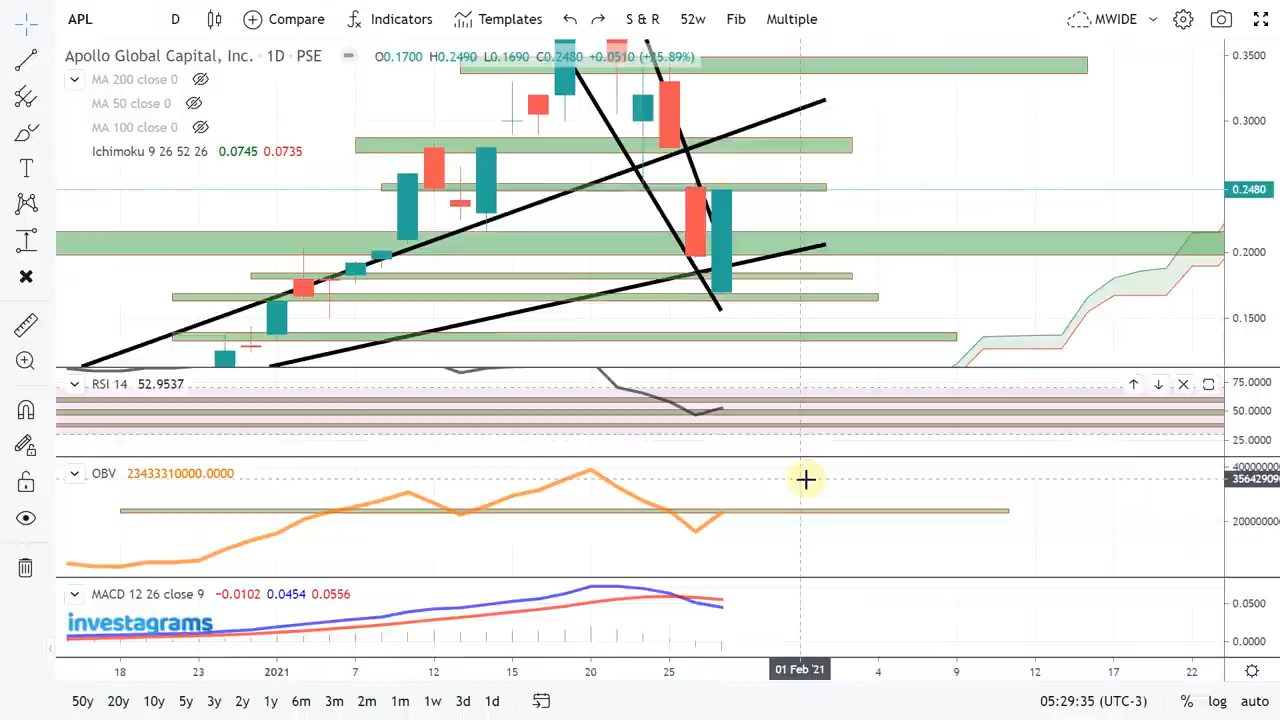 APL D Compare Indicators Templates S & R 52w Fib Multiple MWIDE
Apollo Global Capital, Inc. · 1D · PSE O0.1700 H0.2490 L0.1690 C0.2480 +0.0510 (+25.89%)
MA 200 close 0
MA 50 close 0
MA 100 close 0
Ichimoku 9 26 52 26 0.0745 0.0735
0.3500
0.3000
0.2480
0.2000
0.1500
RSI 14 52.9537
75.0000
50.0000
25.0000
OBV 23433310000.0000
40000000
35642909
20000000
MACD 12 26 close 9 −0.0102 0.0454 0.0556
0.0500
0.0000
investagrams
18 23 2021 7 12 15 20 25 01 Feb '21 4 9 12 17 22
50y 20y 10y 5y 3y 2y 1y 6m 3m 2m 1m 1w 3d 1d 05:29:35 (UTC-3) % log auto